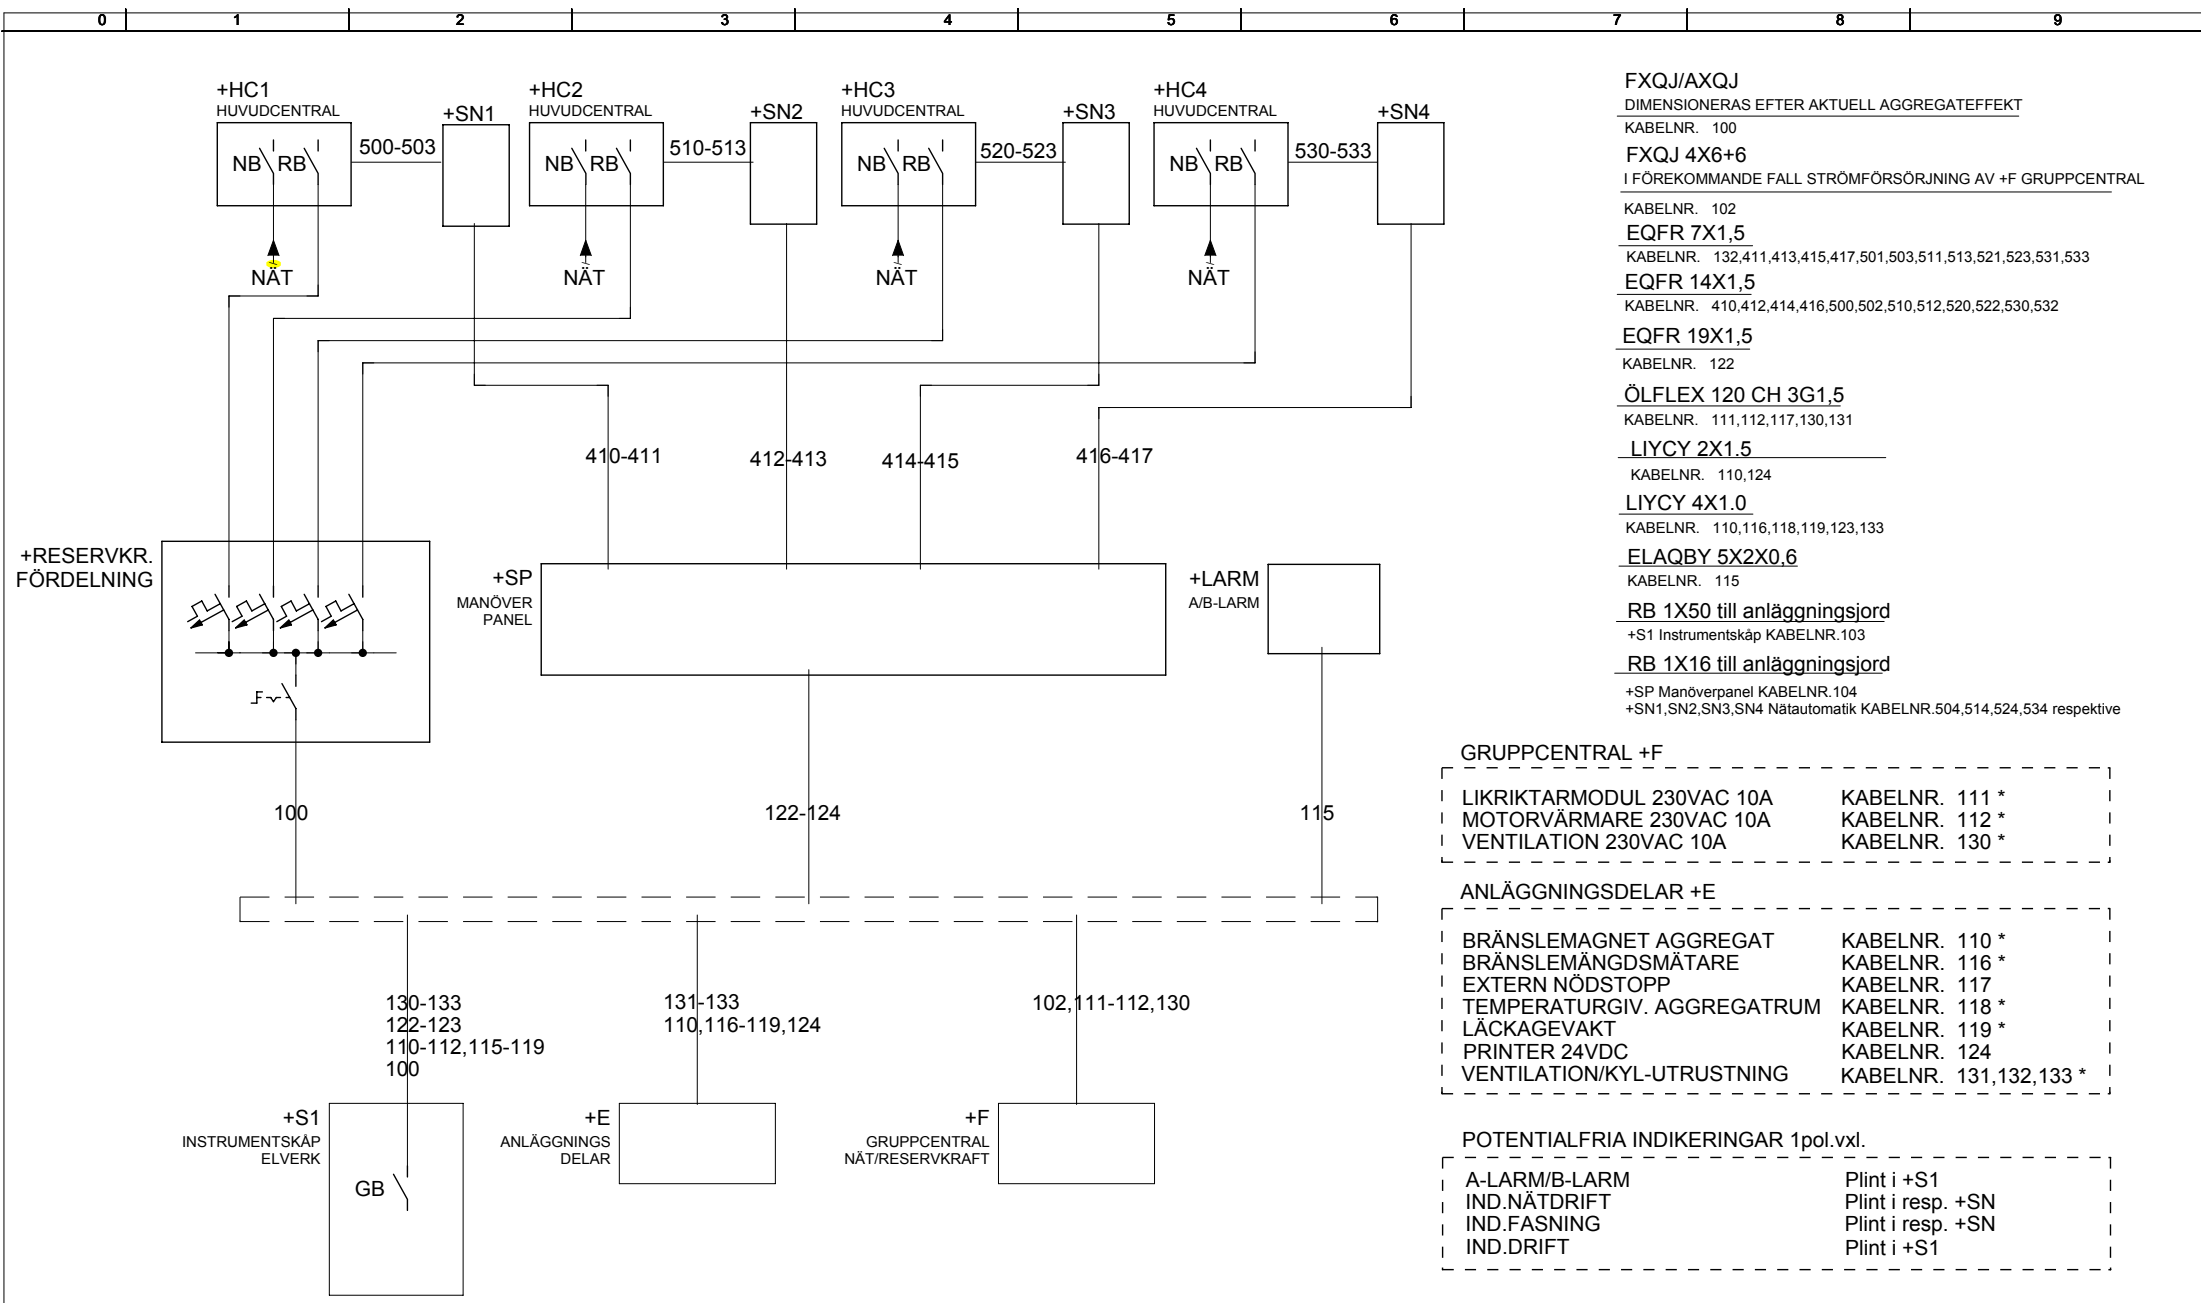 0 1 2 3 4 5 6 7 8 9
+HC1
HUVUDCENTRAL
+SN1
500-503
NB RB
NÄT
+HC2
HUVUDCENTRAL
+SN2
510-513
NB RB
NÄT
+HC3
HUVUDCENTRAL
+SN3
520-523
NB RB
NÄT
+HC4
HUVUDCENTRAL
+SN4
530-533
NB RB
NÄT
410-411
412-413
414-415
416-417
+RESERVKR.
FÖRDELNING
+SP
MANÖVER
PANEL
+LARM
A/B-LARM
100
122-124
115
130-133
122-123
110-112,115-119
100
131-133
110,116-119,124
102,111-112,130
+S1
INSTRUMENTSKÅP
ELVERK
GB
+E
ANLÄGGNINGS
DELAR
+F
GRUPPCENTRAL
NÄT/RESERVKRAFT
FXQJ/AXQJ
DIMENSIONERAS EFTER AKTUELL AGGREGATEFFEKT
KABELNR. 100
FXQJ 4X6+6
I FÖREKOMMANDE FALL STRÖMFÖRSÖRJNING AV +F GRUPPCENTRAL
KABELNR. 102
EQFR 7X1,5
KABELNR. 132,411,413,415,417,501,503,511,513,521,523,531,533
EQFR 14X1,5
KABELNR. 410,412,414,416,500,502,510,512,520,522,530,532
EQFR 19X1,5
KABELNR. 122
ÖLFLEX 120 CH 3G1,5
KABELNR. 111,112,117,130,131
LIYCY 2X1.5
KABELNR. 110,124
LIYCY 4X1.0
KABELNR. 110,116,118,119,123,133
ELAQBY 5X2X0,6
KABELNR. 115
RB 1X50 till anläggningsjord
+S1 Instrumentskåp KABELNR.103
RB 1X16 till anläggningsjord
+SP Manöverpanel KABELNR.104
+SN1,SN2,SN3,SN4 Nätautomatik KABELNR.504,514,524,534 respektive
GRUPPCENTRAL +F
LIKRIKTARMODUL 230VAC 10A KABELNR. 111 *
MOTORVÄRMARE 230VAC 10A KABELNR. 112 *
VENTILATION 230VAC 10A KABELNR. 130 *
ANLÄGGNINGSDELAR +E
BRÄNSLEMAGNET AGGREGAT KABELNR. 110 *
BRÄNSLEMÄNGDSMÄTARE KABELNR. 116 *
EXTERN NÖDSTOPP KABELNR. 117
TEMPERATURGIV. AGGREGATRUM KABELNR. 118 *
LÄCKAGEVAKT KABELNR. 119 *
PRINTER 24VDC KABELNR. 124
VENTILATION/KYL-UTRUSTNING KABELNR. 131,132,133 *
POTENTIALFRIA INDIKERINGAR 1pol.vxl.
A-LARM/B-LARM Plint i +S1
IND.NÄTDRIFT Plint i resp. +SN
IND.FASNING Plint i resp. +SN
IND.DRIFT Plint i +S1